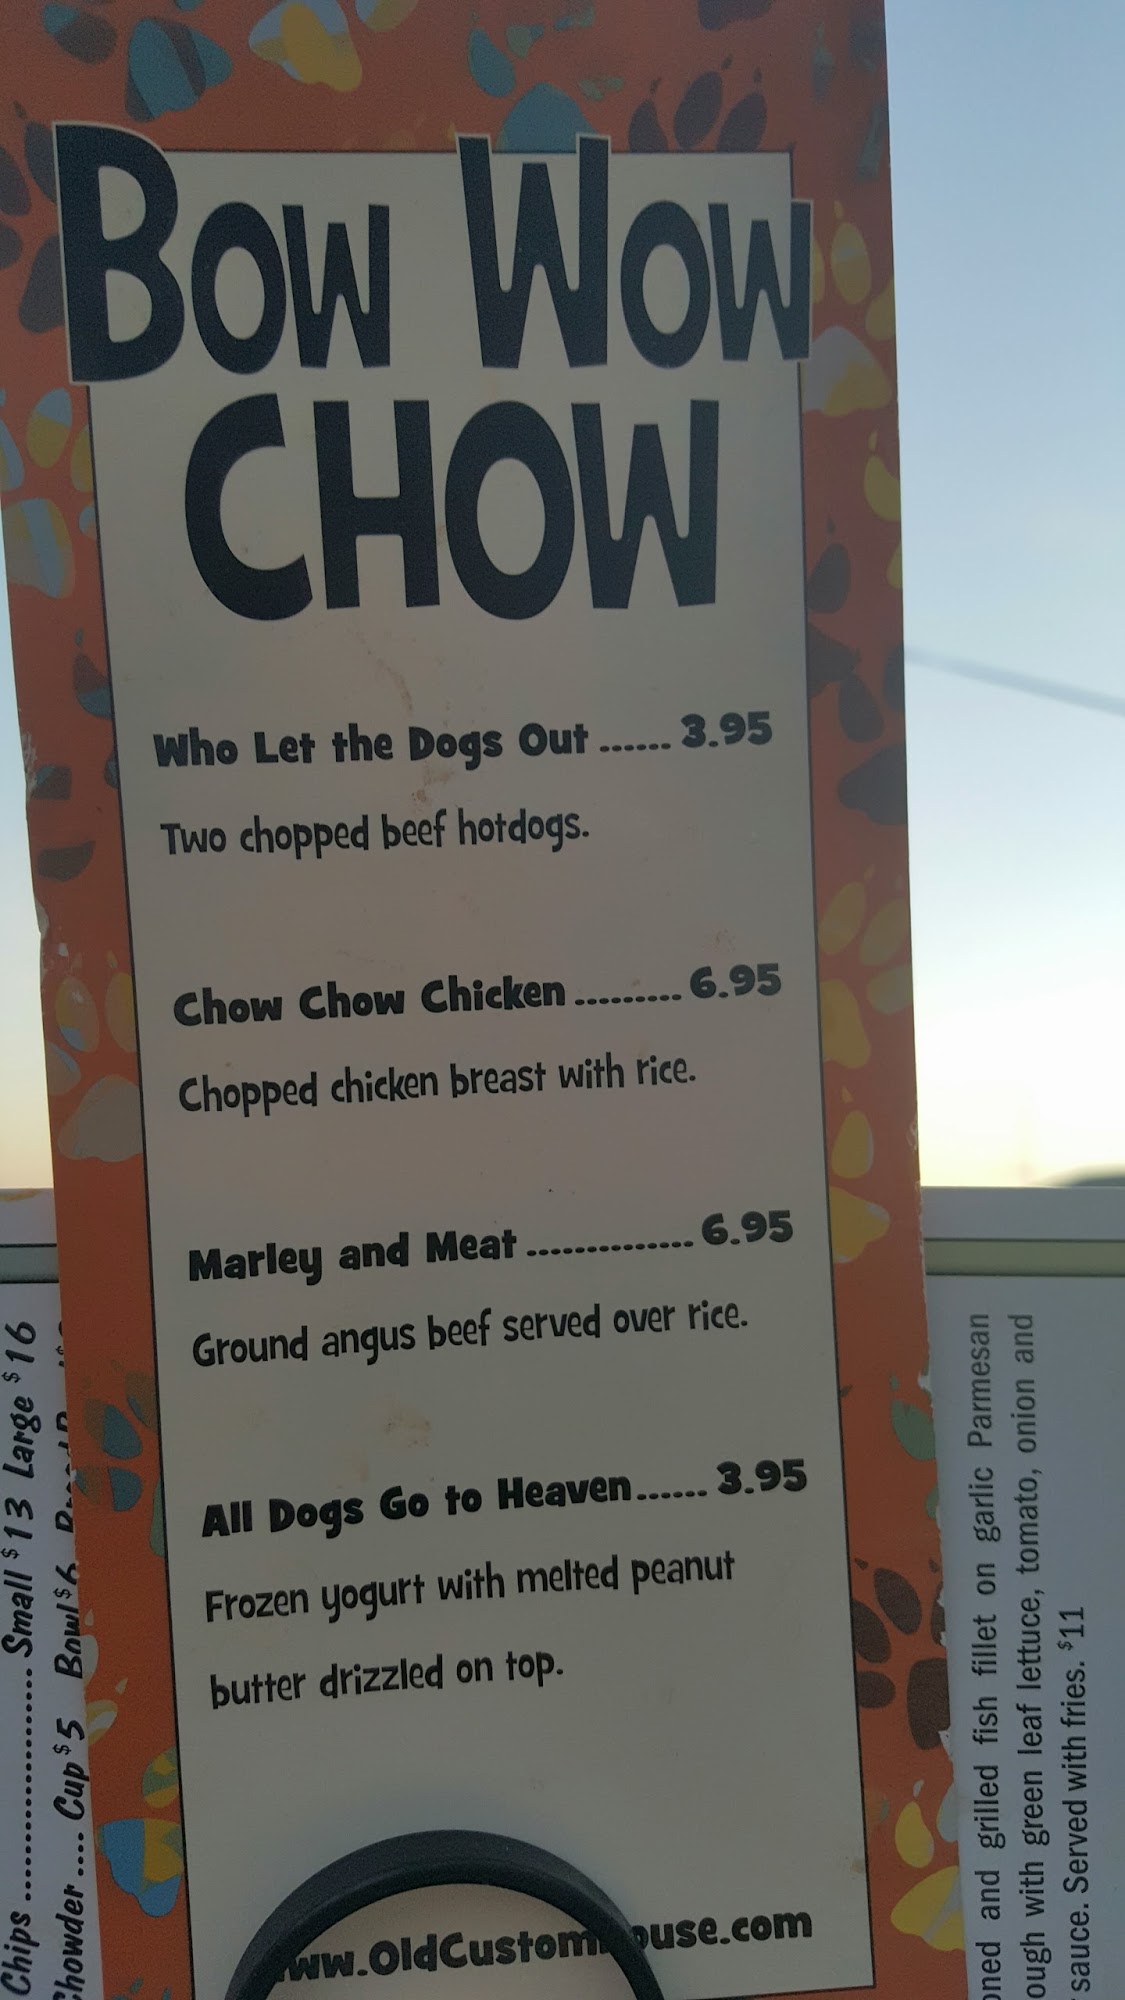 BOW WOW
CHOW
Who Let the Dogs Out ...... 3.95
Two chopped beef hotdogs.
Chow Chow Chicken ......... 6.95
Chopped chicken breast with rice.
Marley and Meat .............. 6.95
Ground angus beef served over rice.
All Dogs Go to Heaven...... 3.95
Frozen yogurt with melted peanut
butter drizzled on top.
Chips ........................ Small $13 Large $16
Chowder .... Cup $5 Bowl $6
and grilled fish fillet on garlic Parmesan
with green leaf lettuce, tomato, onion and
sauce. Served with fries. $11